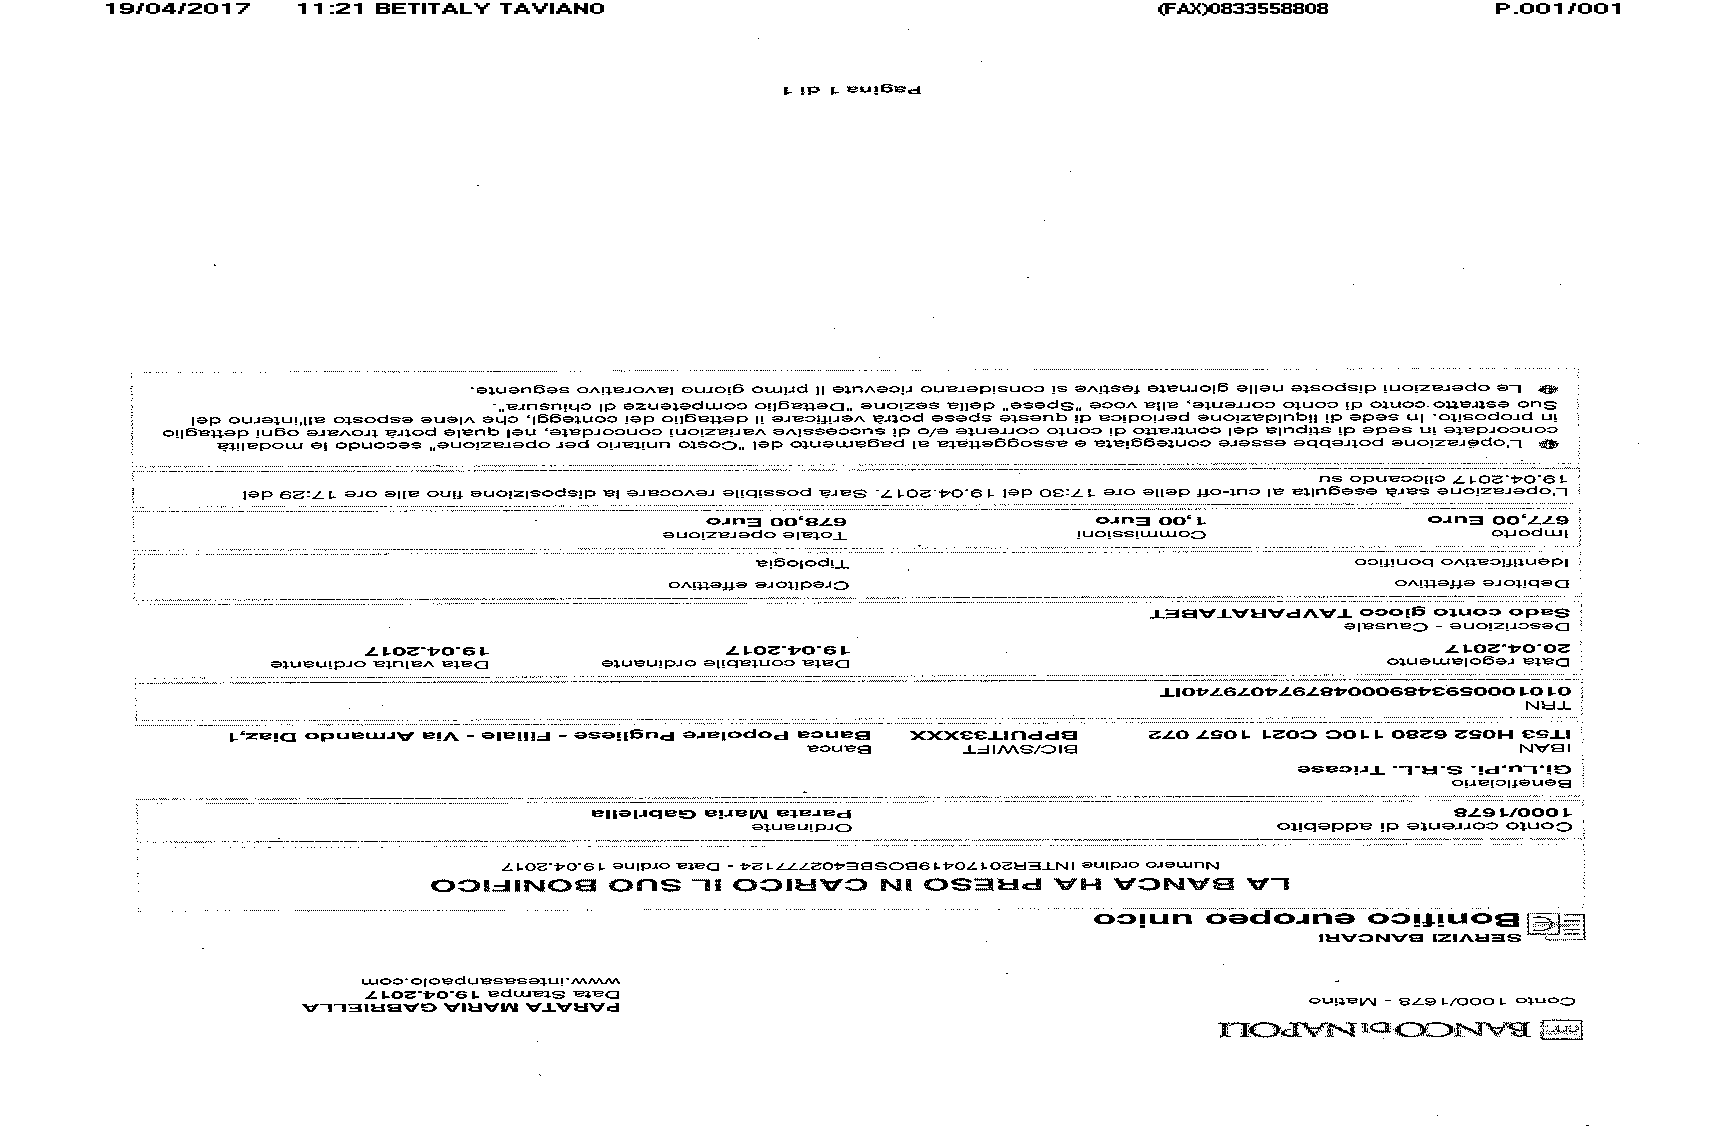 19/04/2017 11:21 BETITALY TAVIANO (FAX)0833558808 P.001/001
BANCO DI NAPOLI
Conto 1000/1678 - Matino
PARATA MARIA GABRIELLA
Data Stampa 19.04.2017
www.intesasanpaolo.com
SERVIZI BANCARI
Bonifico europeo unico
LA BANCA HA PRESO IN CARICO IL SUO BONIFICO
Numero ordine INTER20170419BOSBE402777124 - Data ordine 19.04.2017
Conto corrente di addebito Ordinante
1000/1678 Parata Maria Gabriella
Beneficiario
Gi.Lu.Pi. S.R.L. Tricase
IBAN BIC/SWIFT Banca
IT53 H052 6280 110C C021 1057 072 BPPUIT33XXX Banca Popolare Pugliese - Filiale - Via Armando Diaz,1
TRN
0101000593489000487974079740IT
Data regolamento Data contabile ordinante Data valuta ordinante
20.04.2017 19.04.2017 19.04.2017
Descrizione - Causale
Sado conto gioco TAVPARATABET
Debitore effettivo Creditore effettivo
Identificativo bonifico Tipologia
Importo Commissioni Totale operazione
677,00 Euro 1,00 Euro 678,00 Euro
L'operazione sarà eseguita al cut-off delle ore 17:30 del 19.04.2017. Sarà possibile revocare la disposizione fino alle ore 17:29 del
19.04.2017 cliccando su
L'operazione potrebbe essere conteggiata e assoggettata al pagamento del "Costo unitario per operazione" secondo le modalità
concordate in sede di stipula del contratto di conto corrente e/o di successive variazioni concordate, nel quale potrà trovare ogni dettaglio
in proposito. In sede di liquidazione periodica di queste spese potrà verificare il dettaglio dei conteggi, che viene esposto all'interno del
Suo estratto conto di conto corrente, alla voce "Spese" della sezione "Dettaglio competenze di chiusura".
Le operazioni disposte nelle giornate festive si considerano ricevute il primo giorno lavorativo seguente.
Pagina 1 di 1